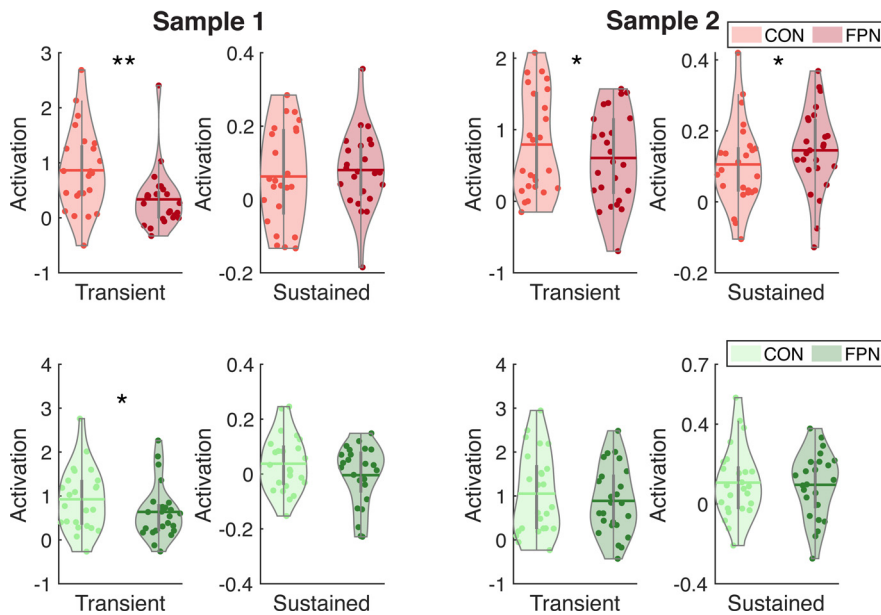 Sample 1
Sample 2
CON FPN
Activation
3
2
1
0
-1
**
Transient
Activation
0.4
0.2
0
-0.2
Sustained
Activation
2
1
0
-1
*
Transient
Activation
0.4
0.2
0
-0.2
*
Sustained
CON FPN
Activation
4
3
2
1
0
-1
*
Transient
Activation
0.4
0.2
0
-0.2
-0.4
Sustained
Activation
4
3
2
1
0
-1
Transient
Activation
0.7
0.4
0
-0.4
Sustained